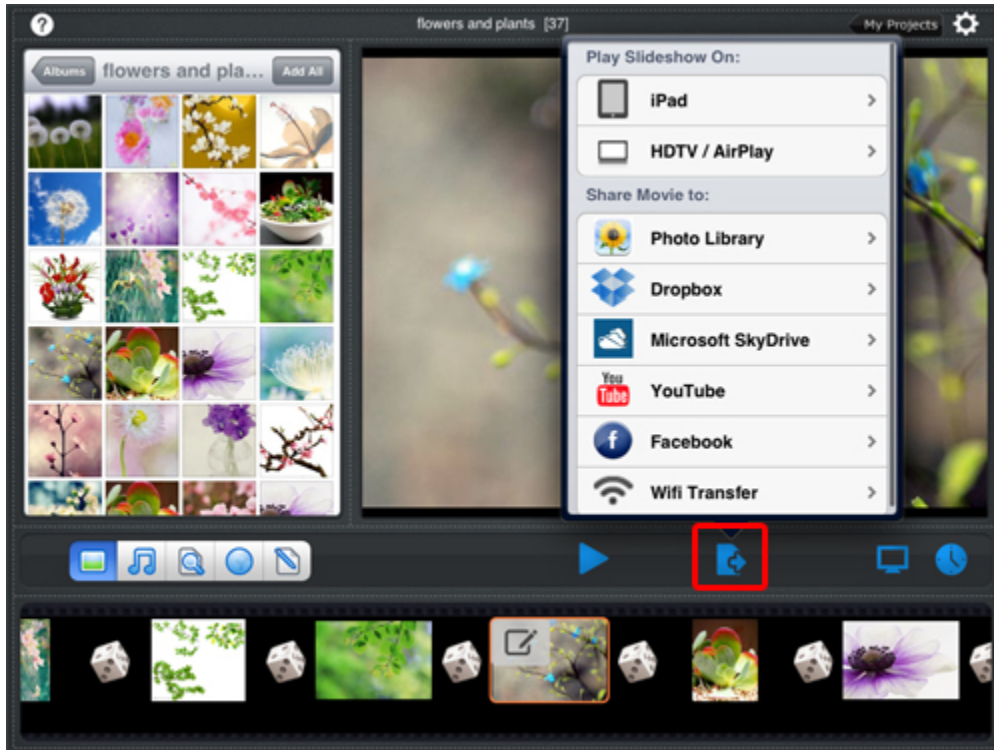 ?
flowers and plants [37]
My Projects
Albums
flowers and pla...
Add All
Play Slideshow On:
iPad
HDTV / AirPlay
Share Movie to:
Photo Library
Dropbox
Microsoft SkyDrive
You
Tube
YouTube
f
Facebook
Wifi Transfer